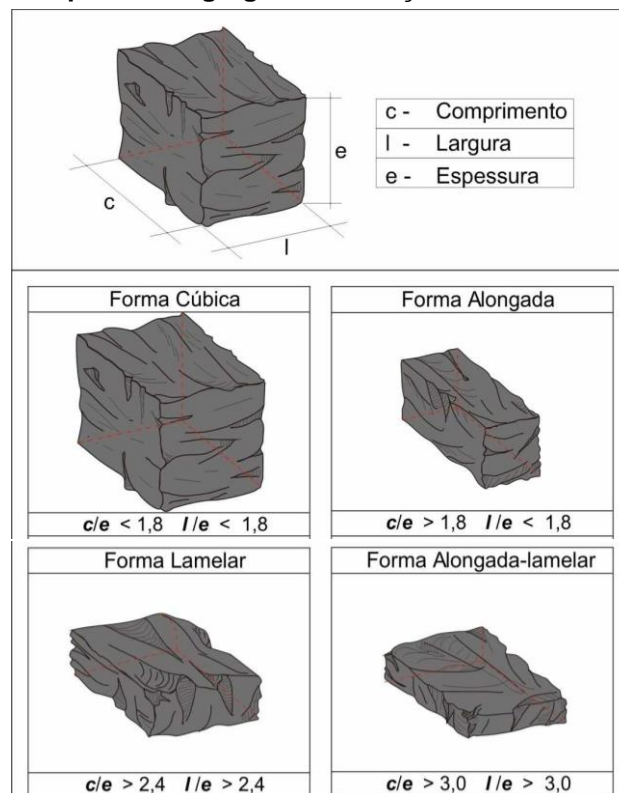 c - Comprimento
l - Largura
e - Espessura
e
c
l
Forma Cúbica
Forma Alongada
c/e < 1,8 l/e < 1,8
c/e > 1,8 l/e < 1,8
Forma Lamelar
Forma Alongada-lamelar
c/e > 2,4 l/e > 2,4
c/e > 3,0 l/e > 3,0